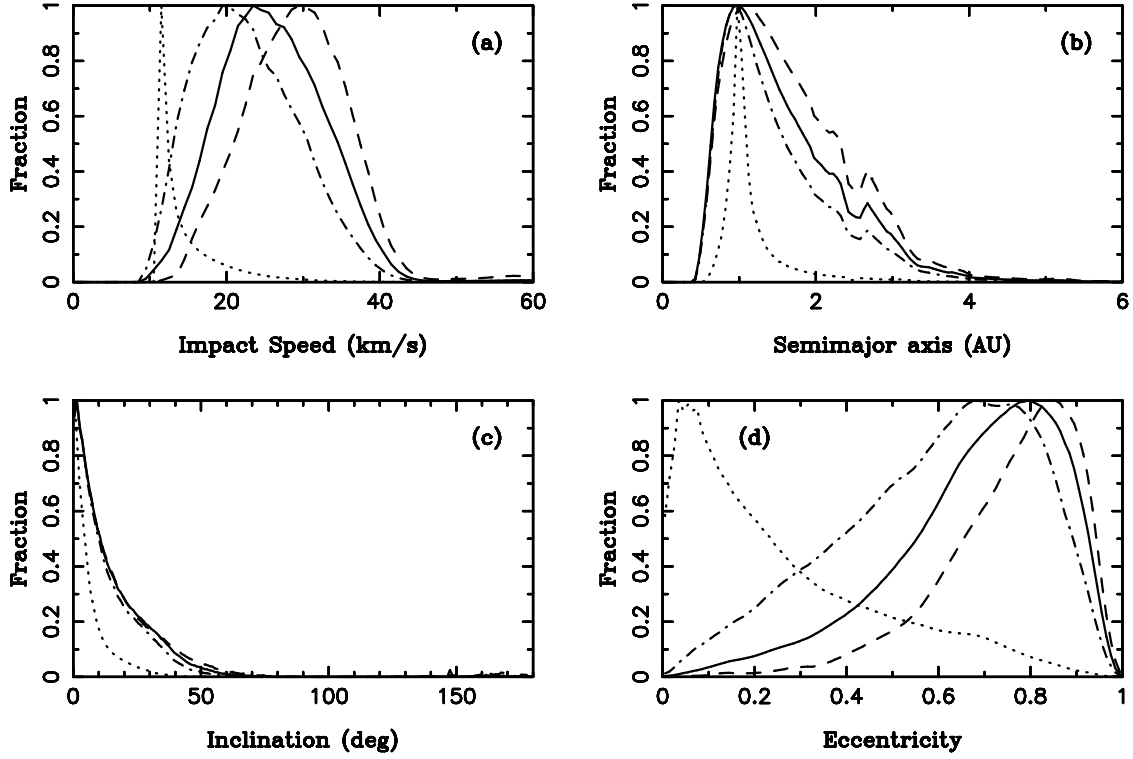 (a)
Fraction
0 0.2 0.4 0.6 0.8 1
0 20 40 60
Impact Speed (km/s)
(b)
Fraction
0 0.2 0.4 0.6 0.8 1
0 2 4 6
Semimajor axis (AU)
(c)
Fraction
0 0.2 0.4 0.6 0.8 1
0 50 100 150
Inclination (deg)
(d)
Fraction
0 0.2 0.4 0.6 0.8 1
0 0.2 0.4 0.6 0.8 1
Eccentricity